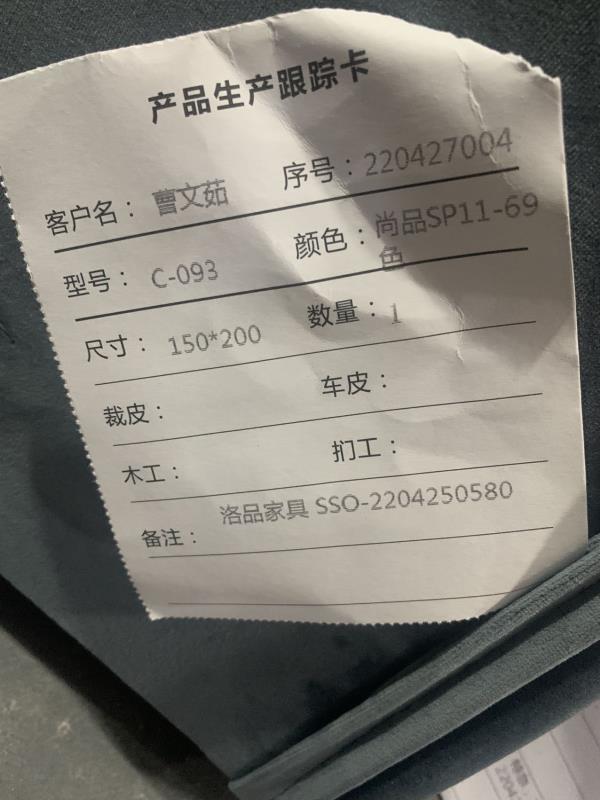 产品生产跟踪卡
客户名：曹文茹 序号：220427004
型号：C-093 颜色：尚品SP11-69
色
尺寸：150*200 数量：1
裁皮： 车皮：
木工： 扪工：
备注：洛品家具 SSO-2204250580
2204